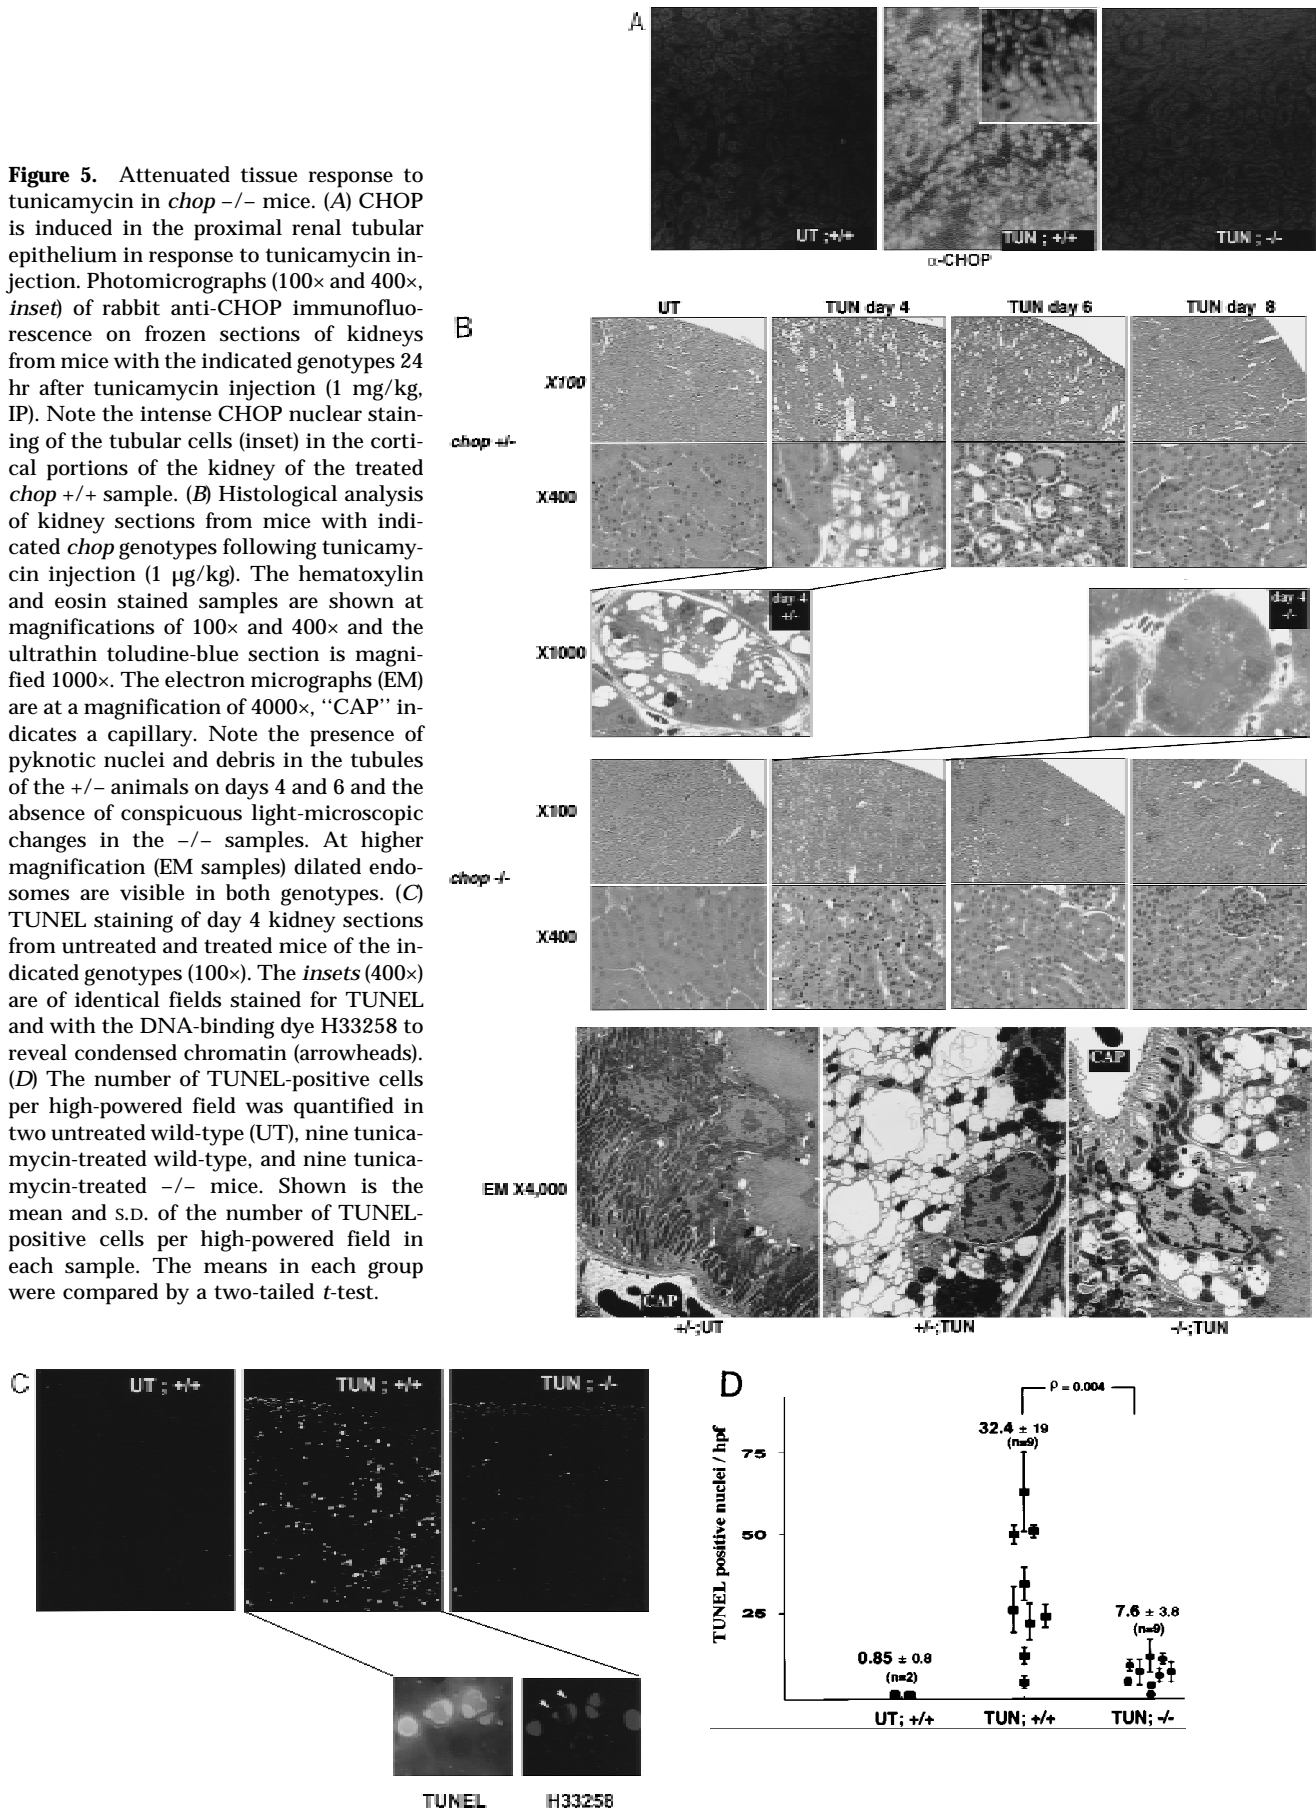 Figure 5. Attenuated tissue response to
tunicamycin in chop –/– mice. (A) CHOP
is induced in the proximal renal tubular
epithelium in response to tunicamycin in-
jection. Photomicrographs (100× and 400×,
inset) of rabbit anti-CHOP immunofluo-
rescence on frozen sections of kidneys
from mice with the indicated genotypes 24
hr after tunicamycin injection (1 mg/kg,
IP). Note the intense CHOP nuclear stain-
ing of the tubular cells (inset) in the corti-
cal portions of the kidney of the treated
chop +/+ sample. (B) Histological analysis
of kidney sections from mice with indi-
cated chop genotypes following tunicamy-
cin injection (1 μg/kg). The hematoxylin
and eosin stained samples are shown at
magnifications of 100× and 400× and the
ultrathin toludine-blue section is magni-
fied 1000×. The electron micrographs (EM)
are at a magnification of 4000×, ‘‘CAP’’ in-
dicates a capillary. Note the presence of
pyknotic nuclei and debris in the tubules
of the +/– animals on days 4 and 6 and the
absence of conspicuous light-microscopic
changes in the –/– samples. At higher
magnification (EM samples) dilated endo-
somes are visible in both genotypes. (C)
TUNEL staining of day 4 kidney sections
from untreated and treated mice of the in-
dicated genotypes (100×). The insets (400×)
are of identical fields stained for TUNEL
and with the DNA-binding dye H33258 to
reveal condensed chromatin (arrowheads).
(D) The number of TUNEL-positive cells
per high-powered field was quantified in
two untreated wild-type (UT), nine tunica-
mycin-treated wild-type, and nine tunica-
mycin-treated –/– mice. Shown is the
mean and S.D. of the number of TUNEL-
positive cells per high-powered field in
each sample. The means in each group
were compared by a two-tailed t-test.
A
UT ;+/+
TUN ; +/+
TUN ; -/-
α-CHOP
B
UT
TUN day 4
TUN day 6
TUN day 8
X100
chop +/-
X400
day 4
+/-
day 4
-/-
X1000
X100
chop -/-
X400
CAP
CAP
EM X4,000
+/-;UT
+/-;TUN
-/-;TUN
C
UT ; +/+
TUN ; +/+
TUN ; -/-
TUNEL
H33258
D
ρ = 0.004
32.4 ± 19
(n=9)
75
50
25
TUNEL positive nuclei / hpf
7.6 ± 3.8
(n=9)
0.85 ± 0.8
(n=2)
UT; +/+
TUN; +/+
TUN; -/-